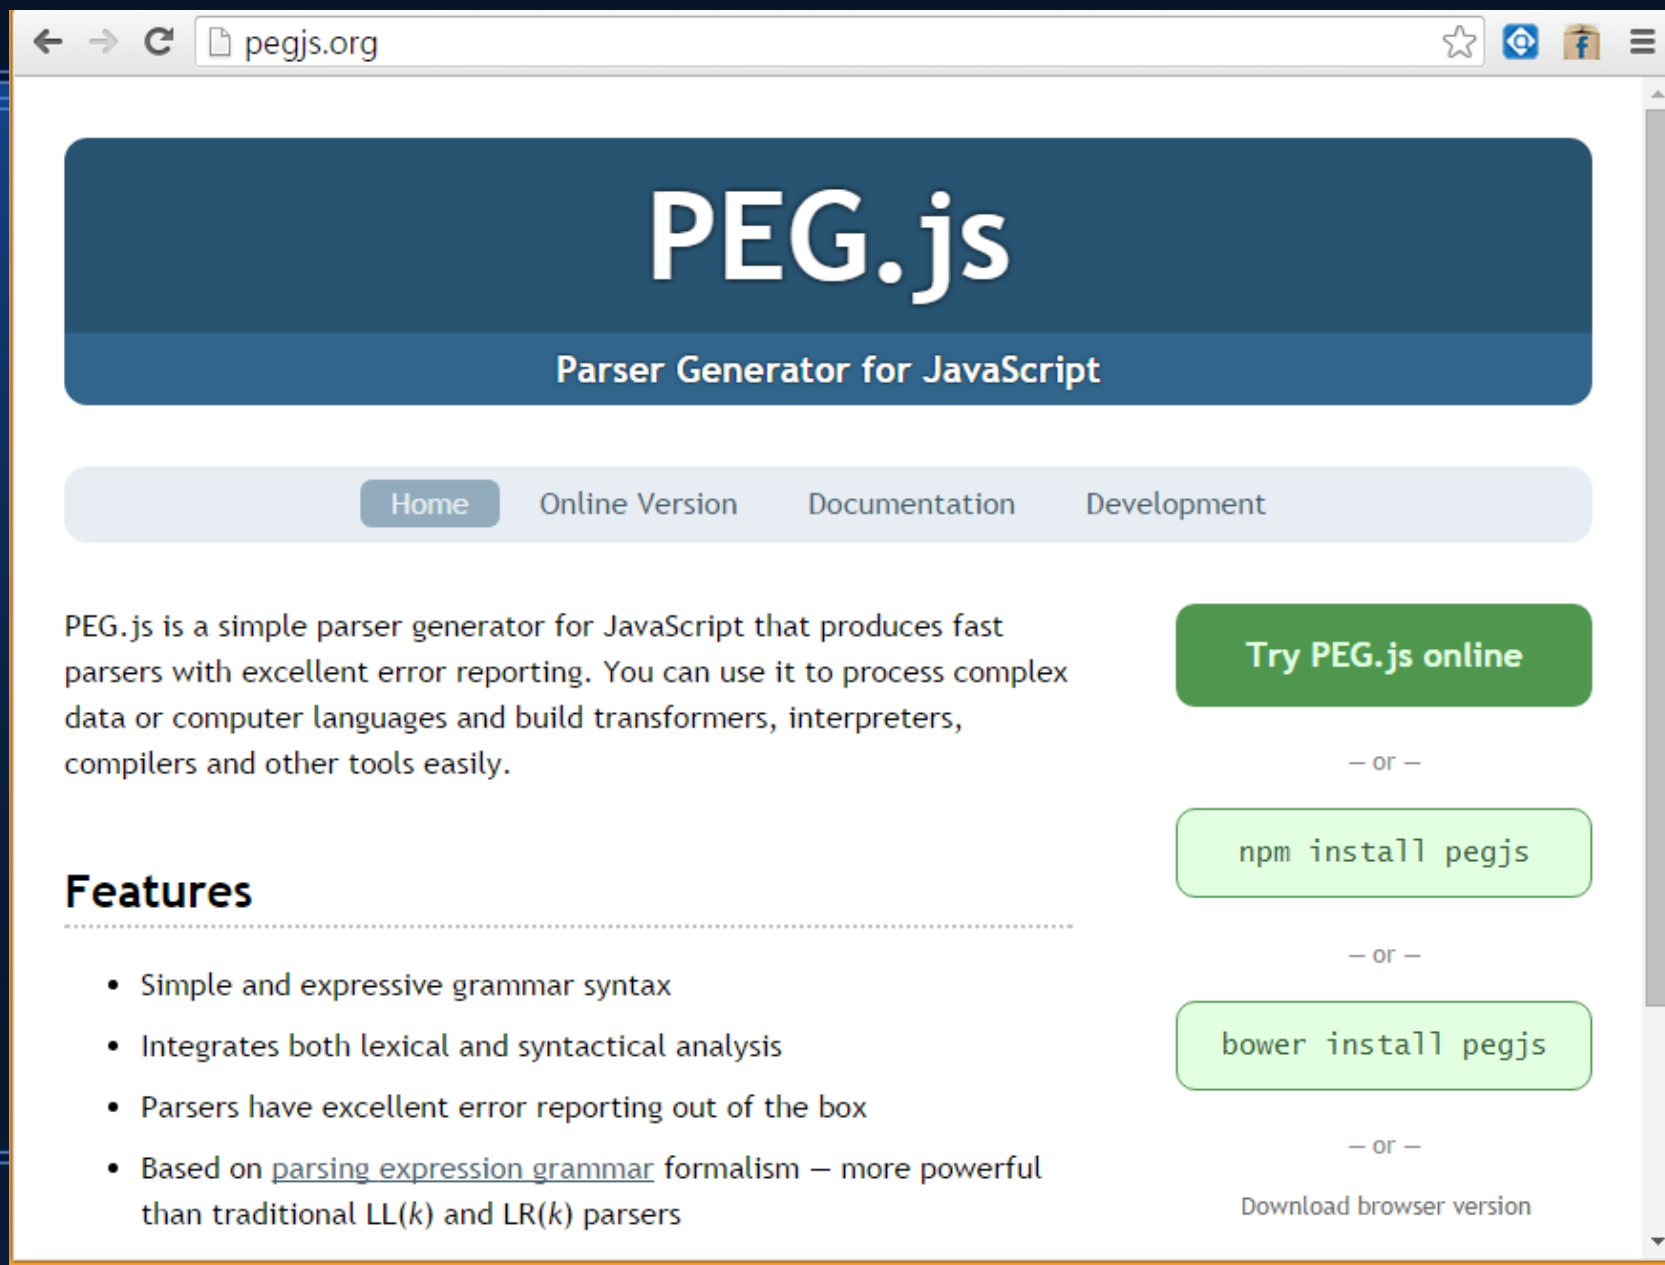 pegjs.org
PEG.js
Parser Generator for JavaScript
Home Online Version Documentation Development
PEG.js is a simple parser generator for JavaScript that produces fast
parsers with excellent error reporting. You can use it to process complex
data or computer languages and build transformers, interpreters,
compilers and other tools easily.
Features
• Simple and expressive grammar syntax
• Integrates both lexical and syntactical analysis
• Parsers have excellent error reporting out of the box
• Based on parsing expression grammar formalism — more powerful
than traditional LL(k) and LR(k) parsers
Try PEG.js online
— or —
npm install pegjs
— or —
bower install pegjs
— or —
Download browser version